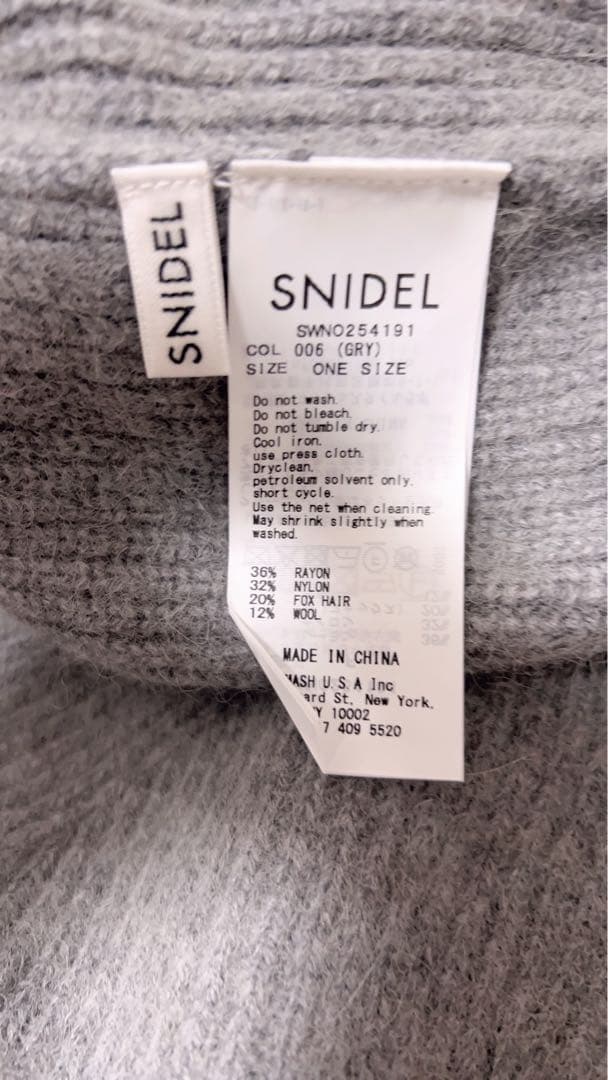 SNIDEL
SNIDEL
SWNO254191
COL 006 (GRY)
SIZE ONE SIZE
Do not wash.
Do not bleach.
Do not tumble dry.
Cool iron.
use press cloth.
Dryclean.
petroleum solvent only.
short cycle.
Use the net when cleaning.
May shrink slightly when
washed.
36% RAYON
32% NYLON
20% FOX HAIR
12% WOOL
MADE IN CHINA
MASH U.S.A Inc
ard St, New York.
Y 10002
7 409 5520